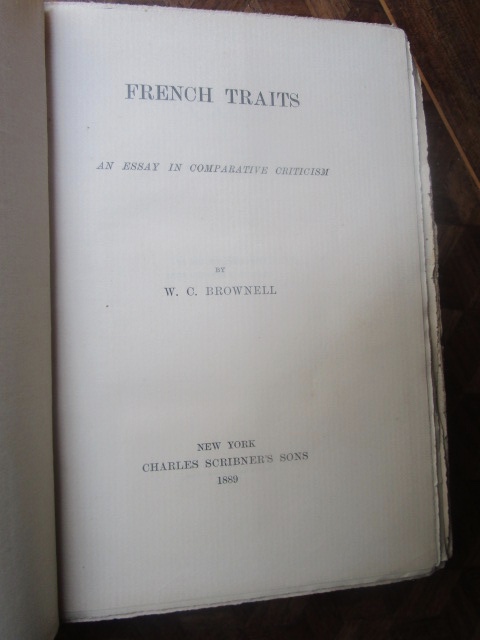 FRENCH TRAITS
AN ESSAY IN COMPARATIVE CRITICISM
BY
W. C. BROWNELL
NEW YORK
CHARLES SCRIBNER'S SONS
1889